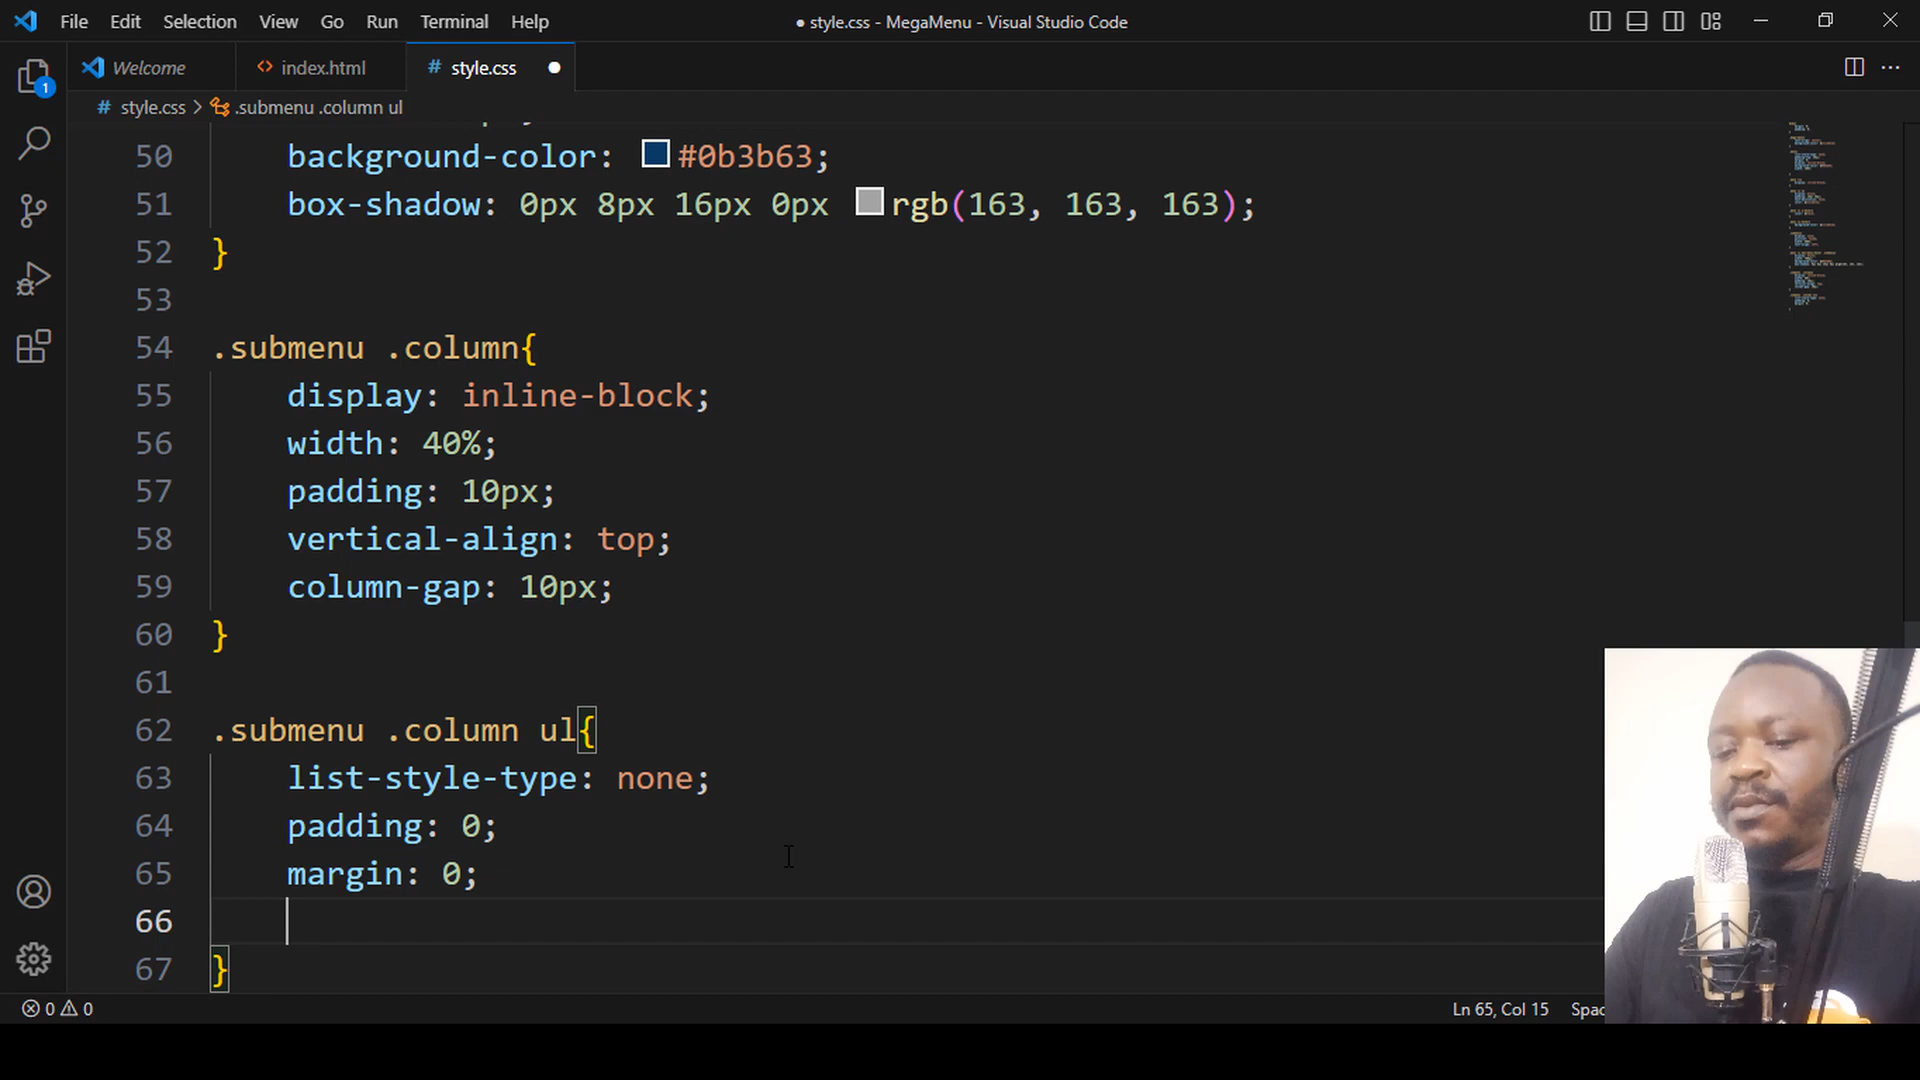 File Edit Selection View Go Run Terminal Help
● style.css - MegaMenu - Visual Studio Code
Welcome
index.html
# style.css ●
# style.css > .submenu .column ul
1
50 background-color: #0b3b63;
51 box-shadow: 0px 8px 16px 0px rgb(163, 163, 163);
52 }
53
54 .submenu .column{
55 display: inline-block;
56 width: 40%;
57 padding: 10px;
58 vertical-align: top;
59 column-gap: 10px;
60 }
61
62 .submenu .column ul{
63 list-style-type: none;
64 padding: 0;
65 margin: 0;
66
67 }
0 0
Ln 65, Col 15
Spac